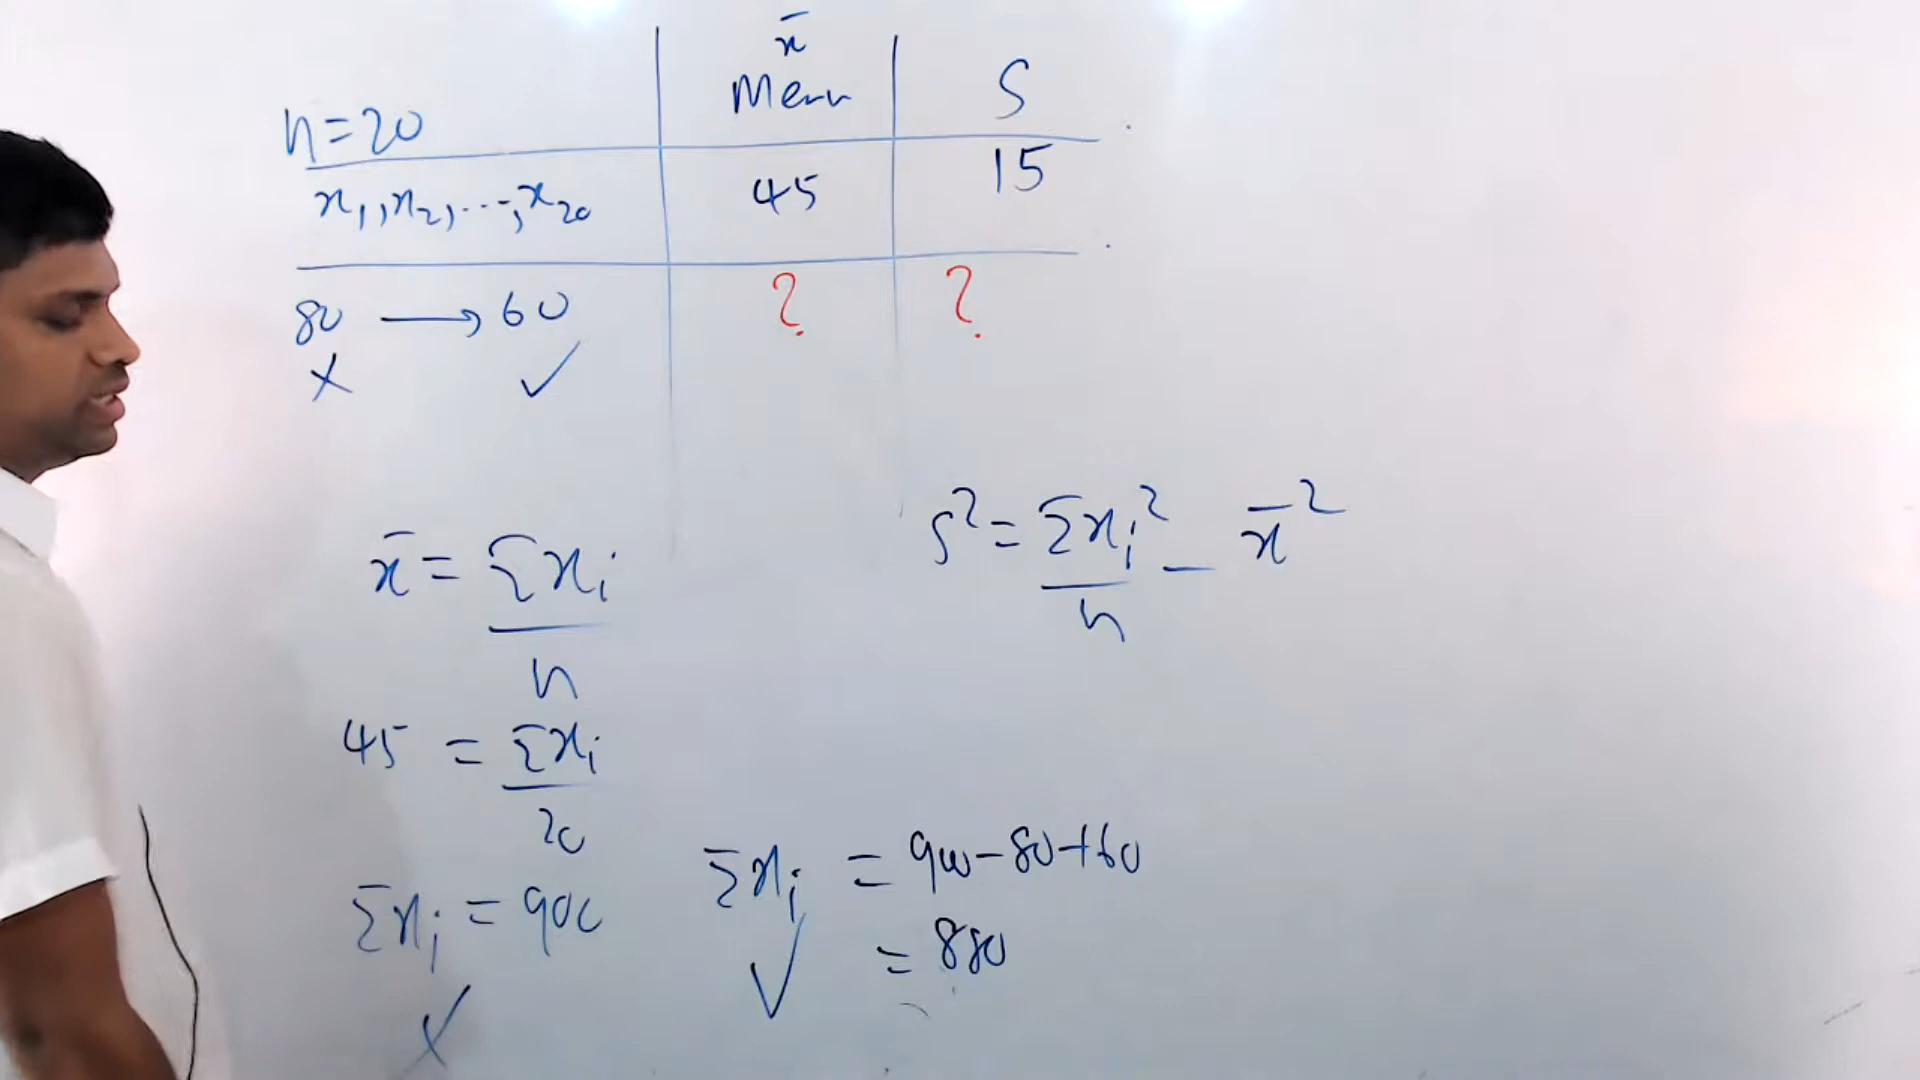 x̄
n=20 Mean S
x₁,x₂,...,x₂₀ 45 15
80 → 60 ? ?
✗ ✓
x̄ = Σxᵢ / n
S² = Σxᵢ² / n - x̄²
45 = Σxᵢ / 20
Σxᵢ = 900
✗
Σxᵢ = 900-80+60
✓ = 880